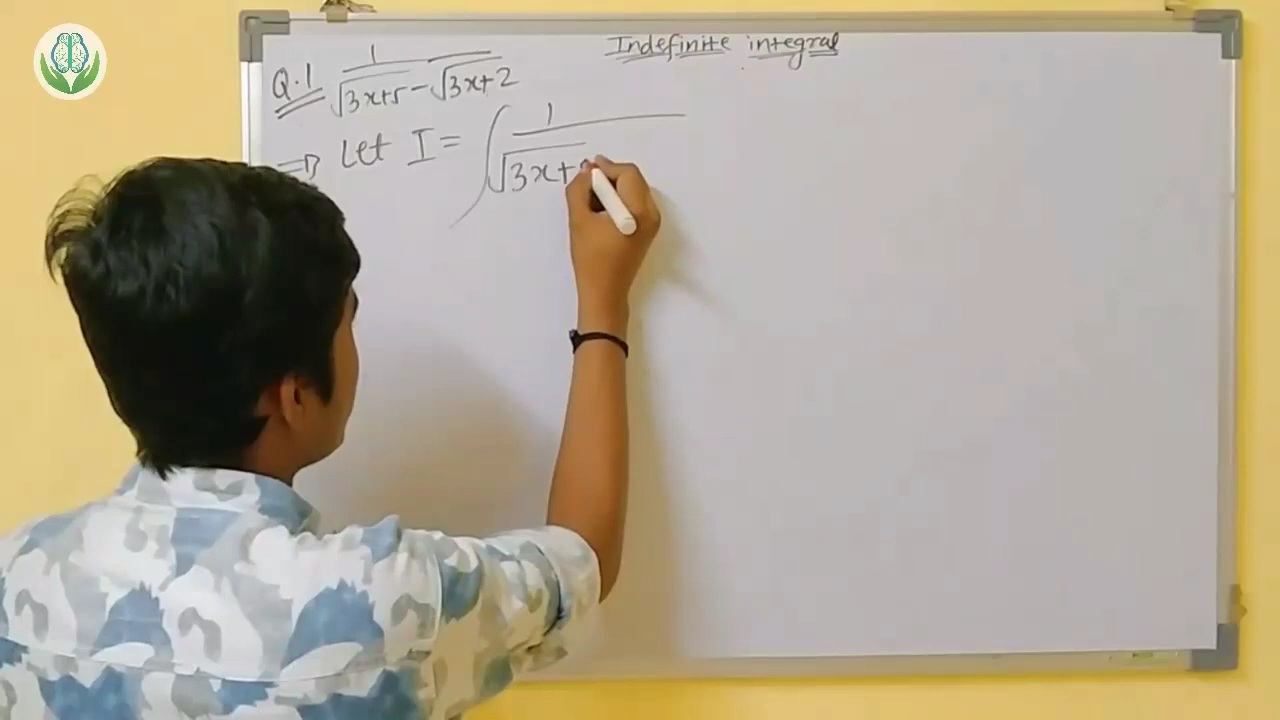 Indefinite integral
Q.1 1/(√3x+5 - √3x+2)
⇒ Let I = ∫ 1/(√3x+